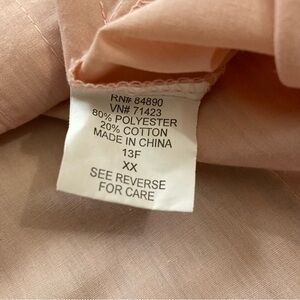 RN# 84890
VN# 71423
80% POLYESTER
20% COTTON
MADE IN CHINA
13F
XX
SEE REVERSE
FOR CARE